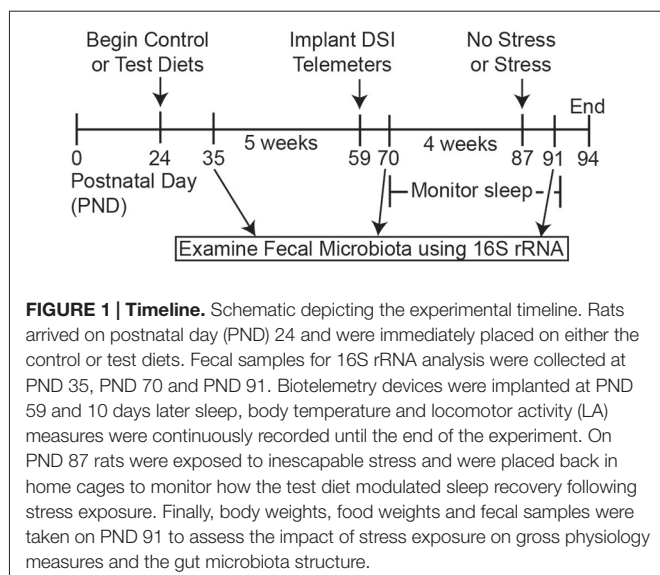 Begin Control Implant DSI No Stress
or Test Diets Telemeters or Stress
End
5 weeks 4 weeks
0 24 35 59 70 87 91 94
Postnatal Day
(PND)
Monitor sleep
Examine Fecal Microbiota using 16S rRNA
FIGURE 1 | Timeline. Schematic depicting the experimental timeline. Rats
arrived on postnatal day (PND) 24 and were immediately placed on either the
control or test diets. Fecal samples for 16S rRNA analysis were collected at
PND 35, PND 70 and PND 91. Biotelemetry devices were implanted at PND
59 and 10 days later sleep, body temperature and locomotor activity (LA)
measures were continuously recorded until the end of the experiment. On
PND 87 rats were exposed to inescapable stress and were placed back in
home cages to monitor how the test diet modulated sleep recovery following
stress exposure. Finally, body weights, food weights and fecal samples were
taken on PND 91 to assess the impact of stress exposure on gross physiology
measures and the gut microbiota structure.